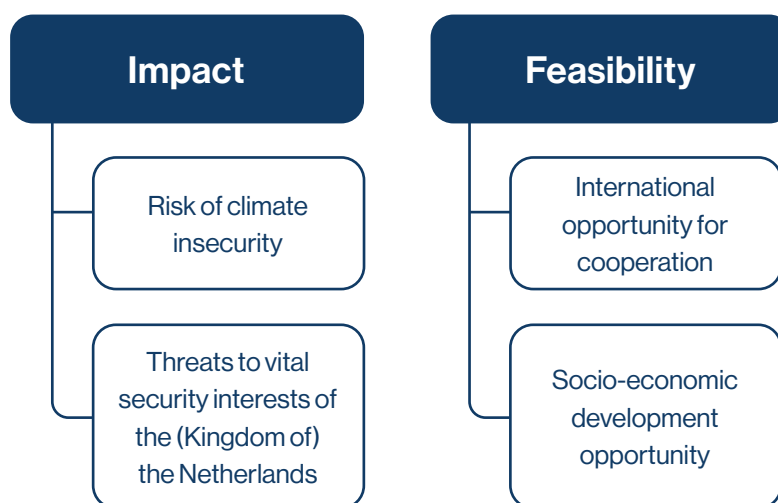 Impact
Risk of climate
insecurity
Threats to vital
security interests of
the (Kingdom of)
the Netherlands
Feasibility
International
opportunity for
cooperation
Socio-economic
development
opportunity